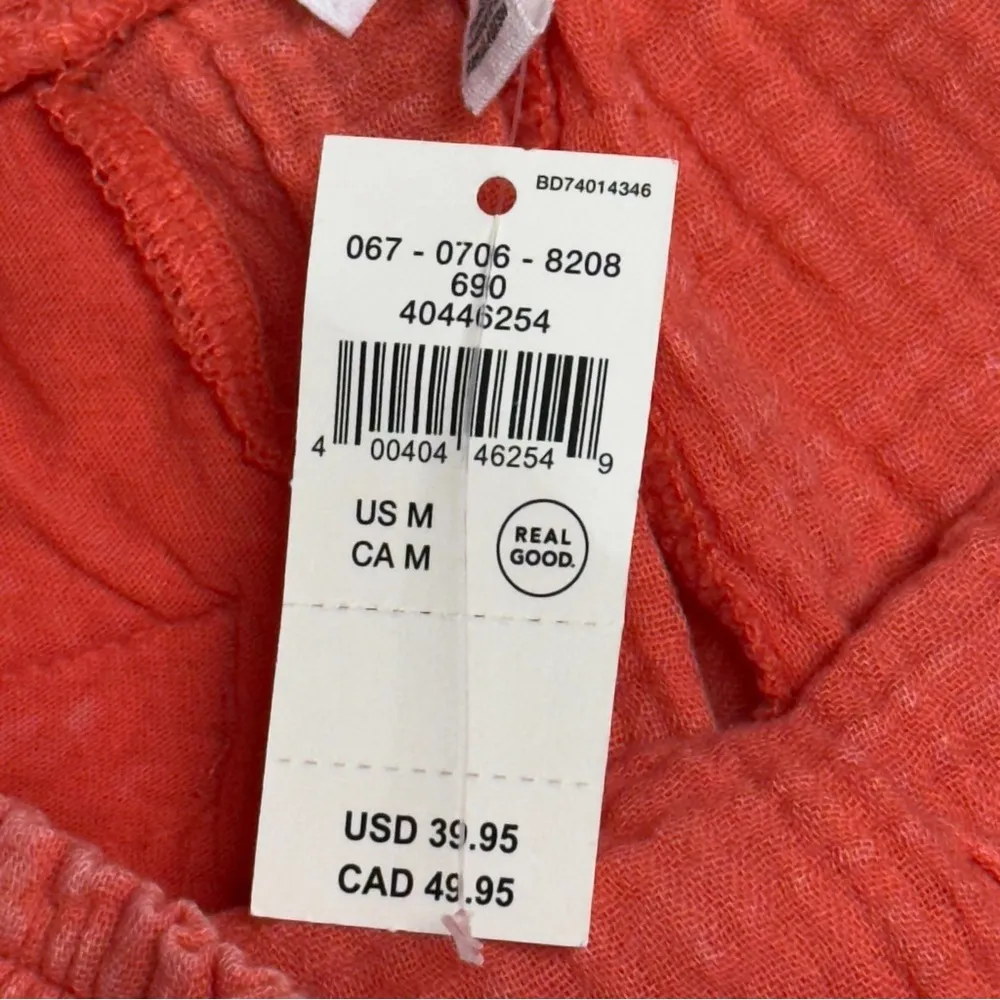 BD74014346
067 - 0706 - 8208
690
40446254
4 00404 46254 9
US M
CA M
REAL
GOOD.
USD 39.95
CAD 49.95